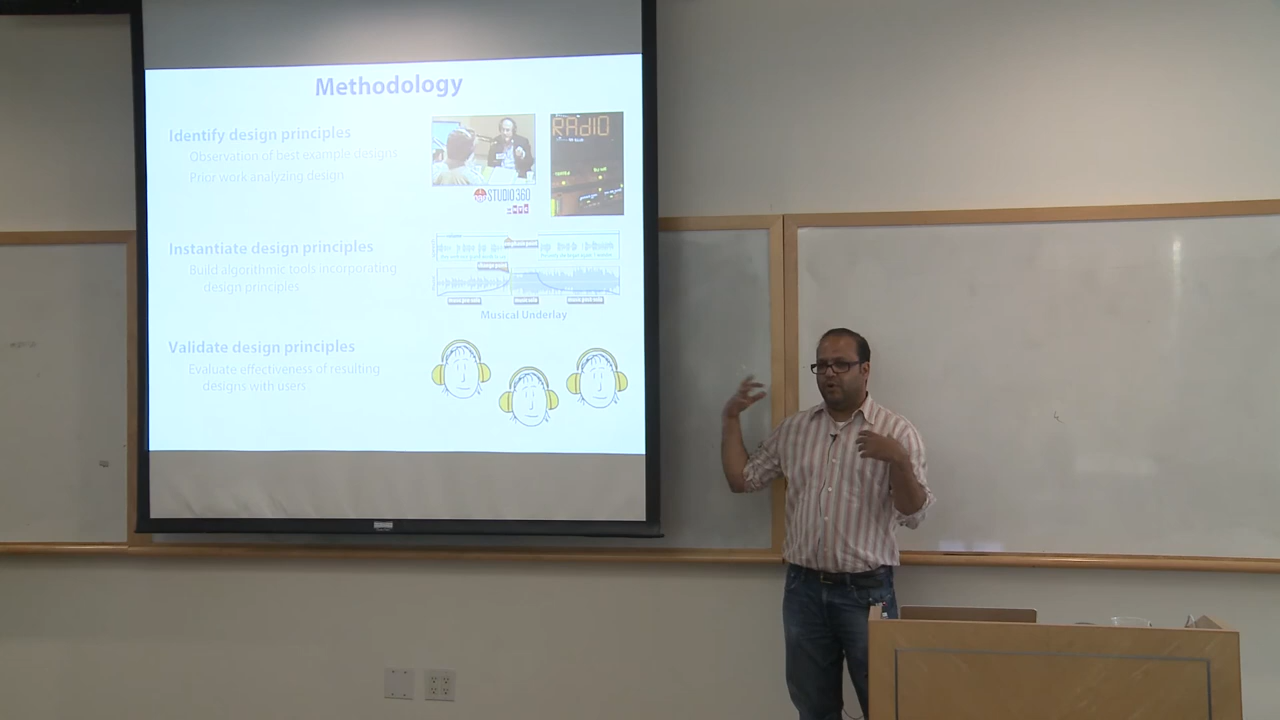 Methodology
Identify design principles
Observation of best example designs
Prior work analyzing design
RAdIO
STUDIO 360
Instantiate design principles
Build algorithmic tools incorporating
design principles
Musical Underlay
Validate design principles
Evaluate effectiveness of resulting
designs with users.